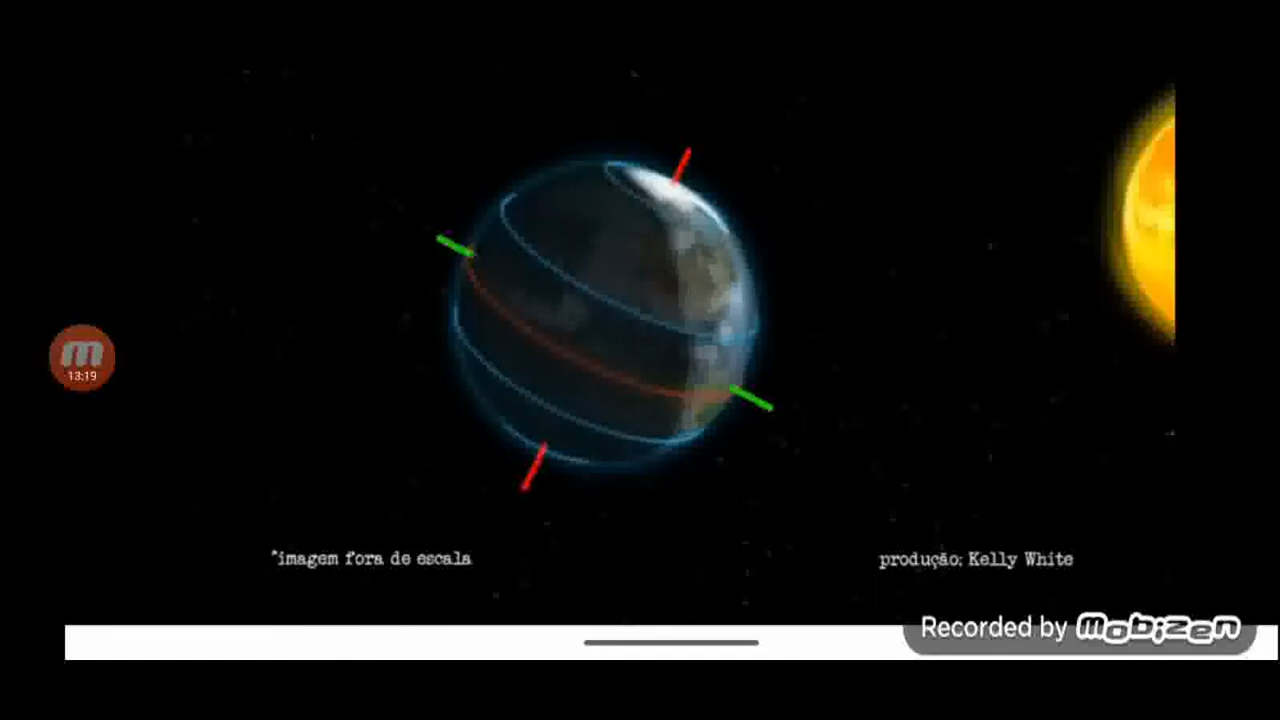 m
13:19
"imagem fora de escala
produção: Kelly White
Recorded by mobizen